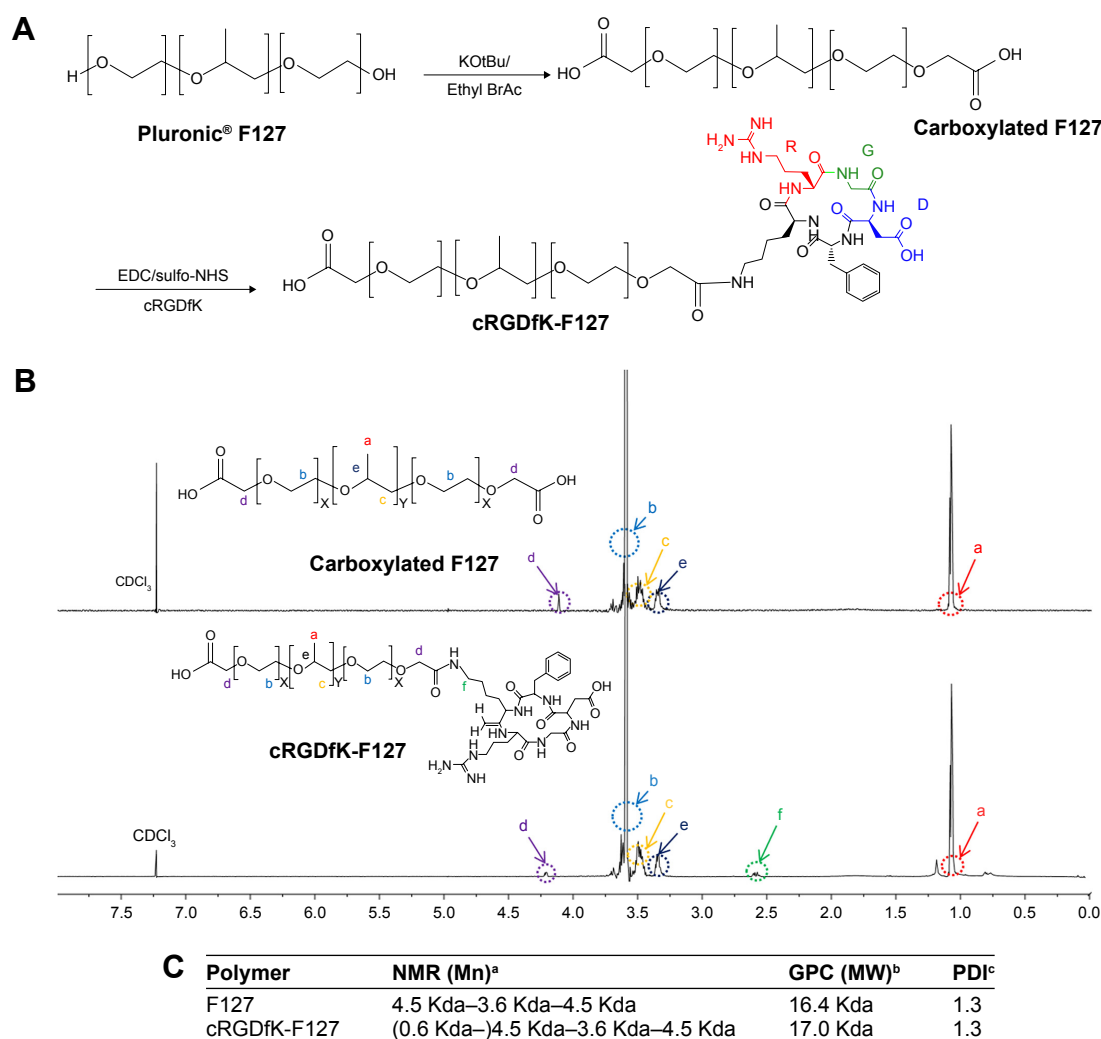 A
H O O O OH
Pluronic® F127
KOtBu/
Ethyl BrAc
O HO O O O O O OH
Carboxylated F127
EDC/sulfo-NHS
cRGDfK
O HO O O O O O N H
cRGDfK-F127
NH H2N N H R O NH G O HN O HN O D O OH N H O NH O
B
a
O HO d O b X O e c Y O b X O d O OH
Carboxylated F127
CDCl3
d b c e a
a
O HO d O b X O e c Y O b X O d O H N f
O N H O NH O OH O NH O N H O H H N H N H2N NH
cRGDfK-F127
CDCl3
d b c e f a
7.5 7.0 6.5 6.0 5.5 5.0 4.5 4.0 3.5 3.0 2.5 2.0 1.5 1.0 0.5 0.0
C
Polymer NMR (Mn)a GPC (MW)b PDIc
F127 4.5 Kda–3.6 Kda–4.5 Kda 16.4 Kda 1.3
cRGDfK-F127 (0.6 Kda–)4.5 Kda–3.6 Kda–4.5 Kda 17.0 Kda 1.3